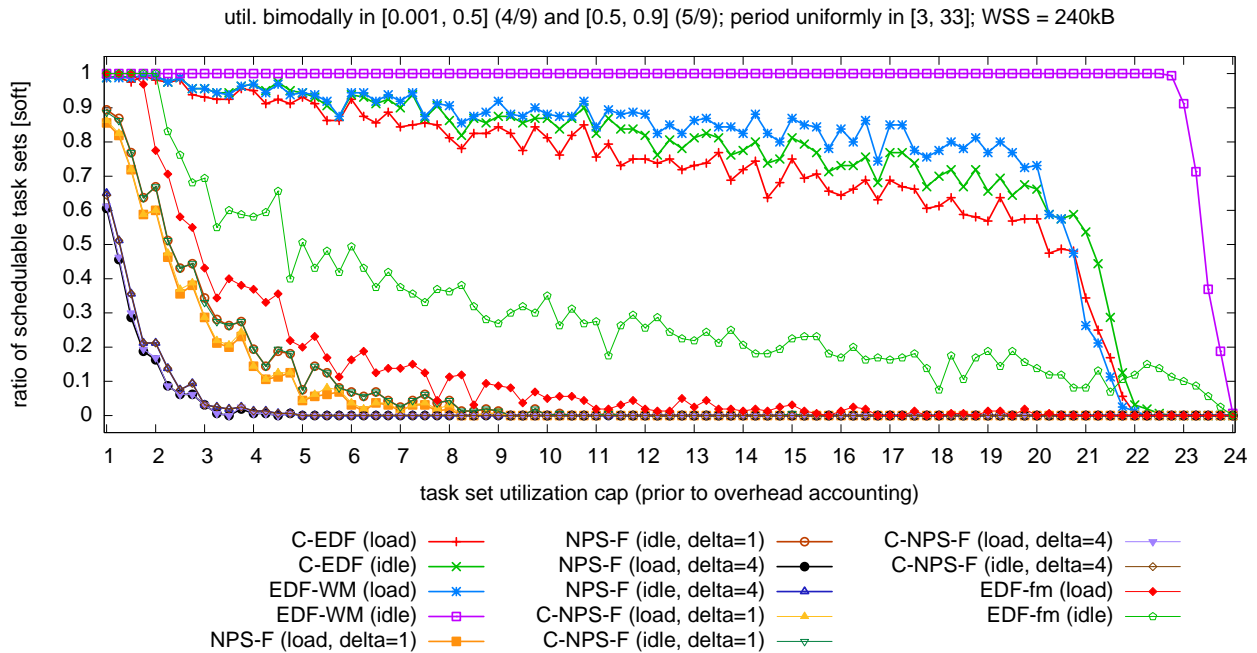 util. bimodally in [0.001, 0.5] (4/9) and [0.5, 0.9] (5/9); period uniformly in [3, 33]; WSS = 240kB
ratio of schedulable task sets [soft]
1
0.9
0.8
0.7
0.6
0.5
0.4
0.3
0.2
0.1
0
1 2 3 4 5 6 7 8 9 10 11 12 13 14 15 16 17 18 19 20 21 22 23 24
task set utilization cap (prior to overhead accounting)
C-EDF (load)
C-EDF (idle)
EDF-WM (load)
EDF-WM (idle)
NPS-F (load, delta=1)
NPS-F (idle, delta=1)
NPS-F (load, delta=4)
NPS-F (idle, delta=4)
C-NPS-F (load, delta=1)
C-NPS-F (idle, delta=1)
C-NPS-F (load, delta=4)
C-NPS-F (idle, delta=4)
EDF-fm (load)
EDF-fm (idle)